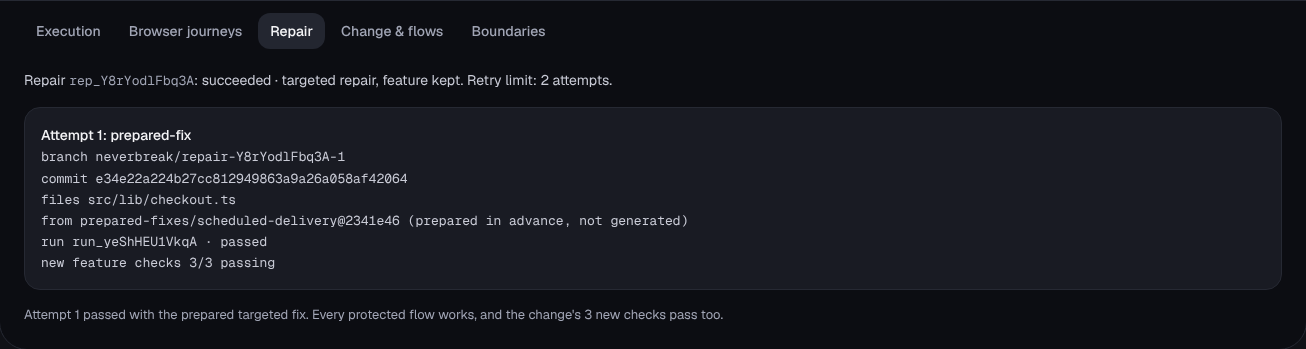 Execution Browser journeys Repair Change & flows Boundaries
Repair rep_Y8rYodlFbq3A: succeeded · targeted repair, feature kept. Retry limit: 2 attempts.
Attempt 1: prepared-fix
branch neverbreak/repair-Y8rYodlFbq3A-1
commit e34e22a224b27cc812949863a9a26a058af42064
files src/lib/checkout.ts
from prepared-fixes/scheduled-delivery@2341e46 (prepared in advance, not generated)
run run_yeShHEU1VkqA · passed
new feature checks 3/3 passing
Attempt 1 passed with the prepared targeted fix. Every protected flow works, and the change's 3 new checks pass too.